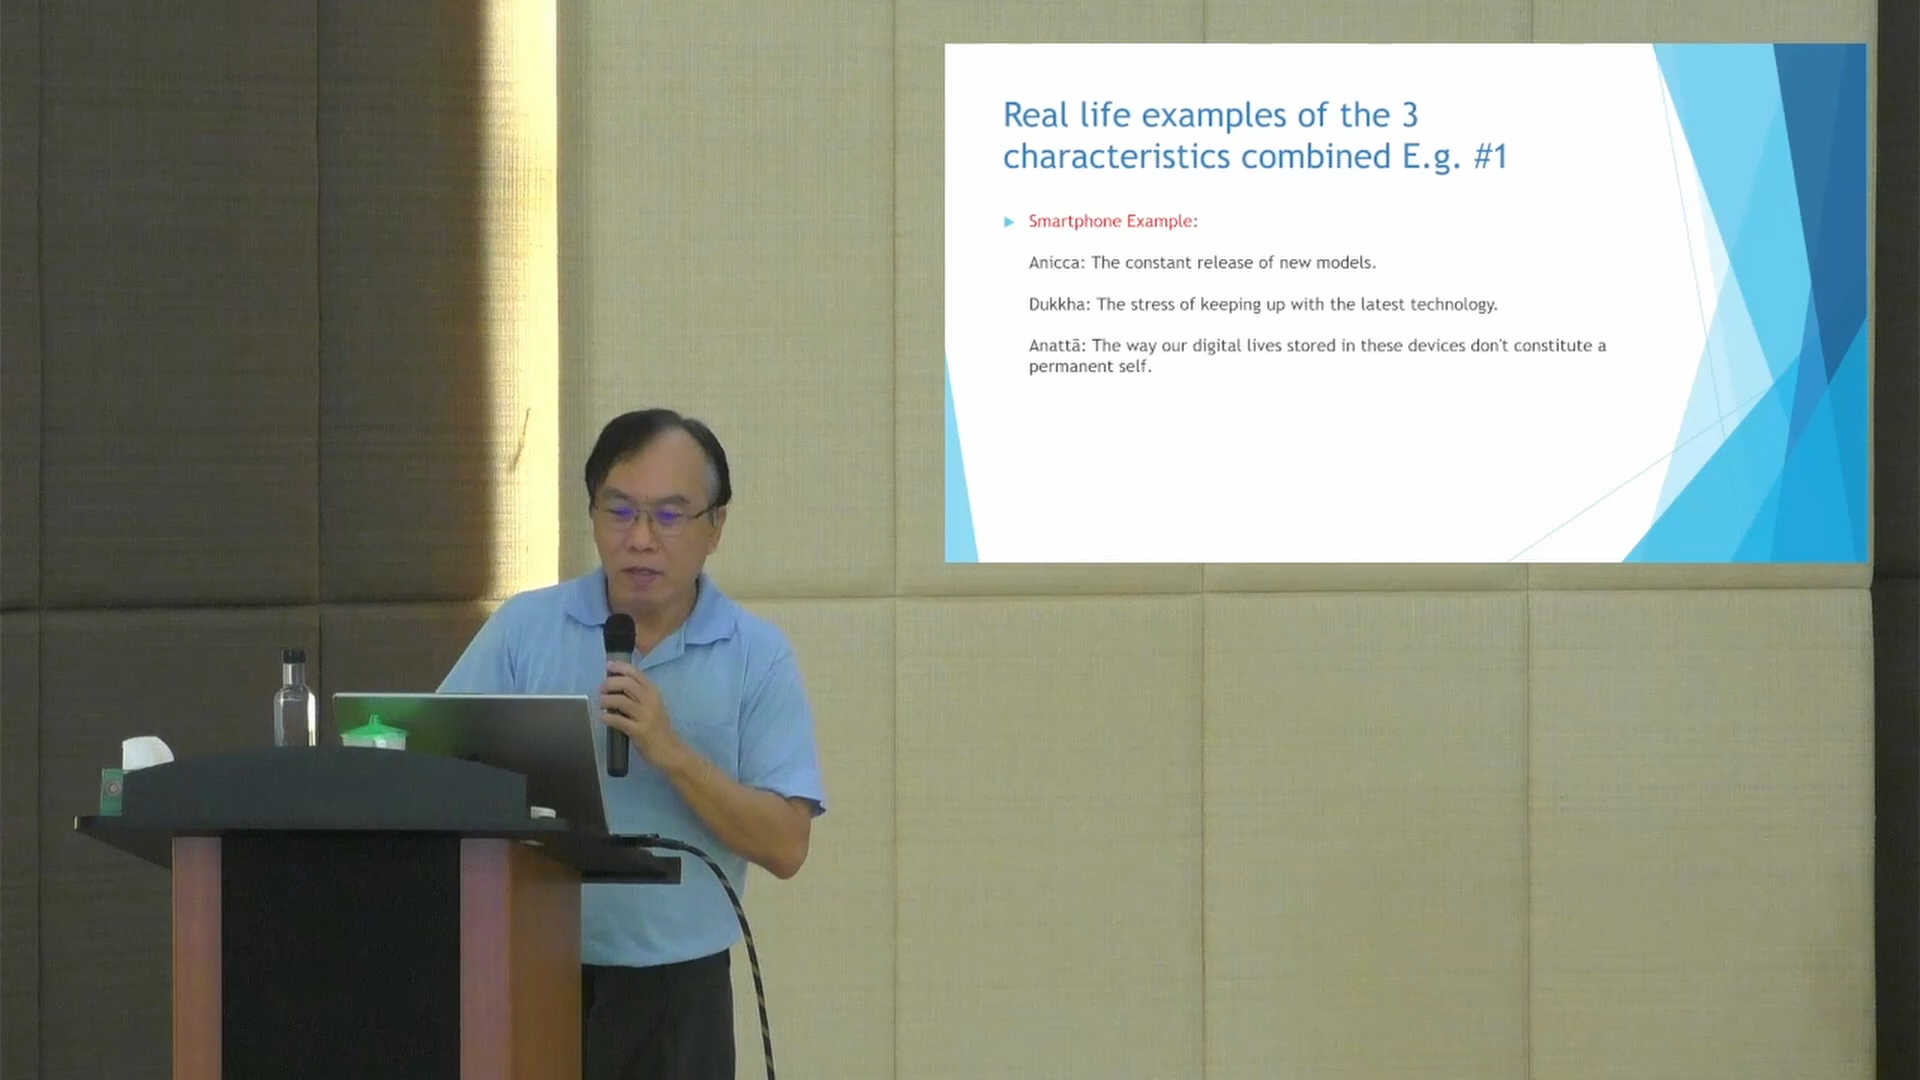 Real life examples of the 3
characteristics combined E.g. #1
Smartphone Example:
Anicca: The constant release of new models.
Dukkha: The stress of keeping up with the latest technology.
Anattā: The way our digital lives stored in these devices don't constitute a
permanent self.